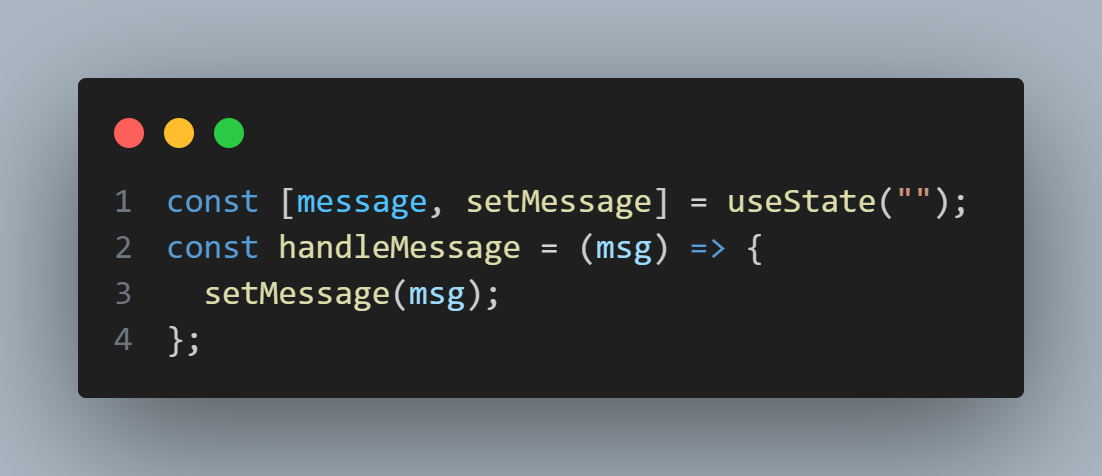 1 const [message, setMessage] = useState("");
2 const handleMessage = (msg) => {
3   setMessage(msg);
4 };